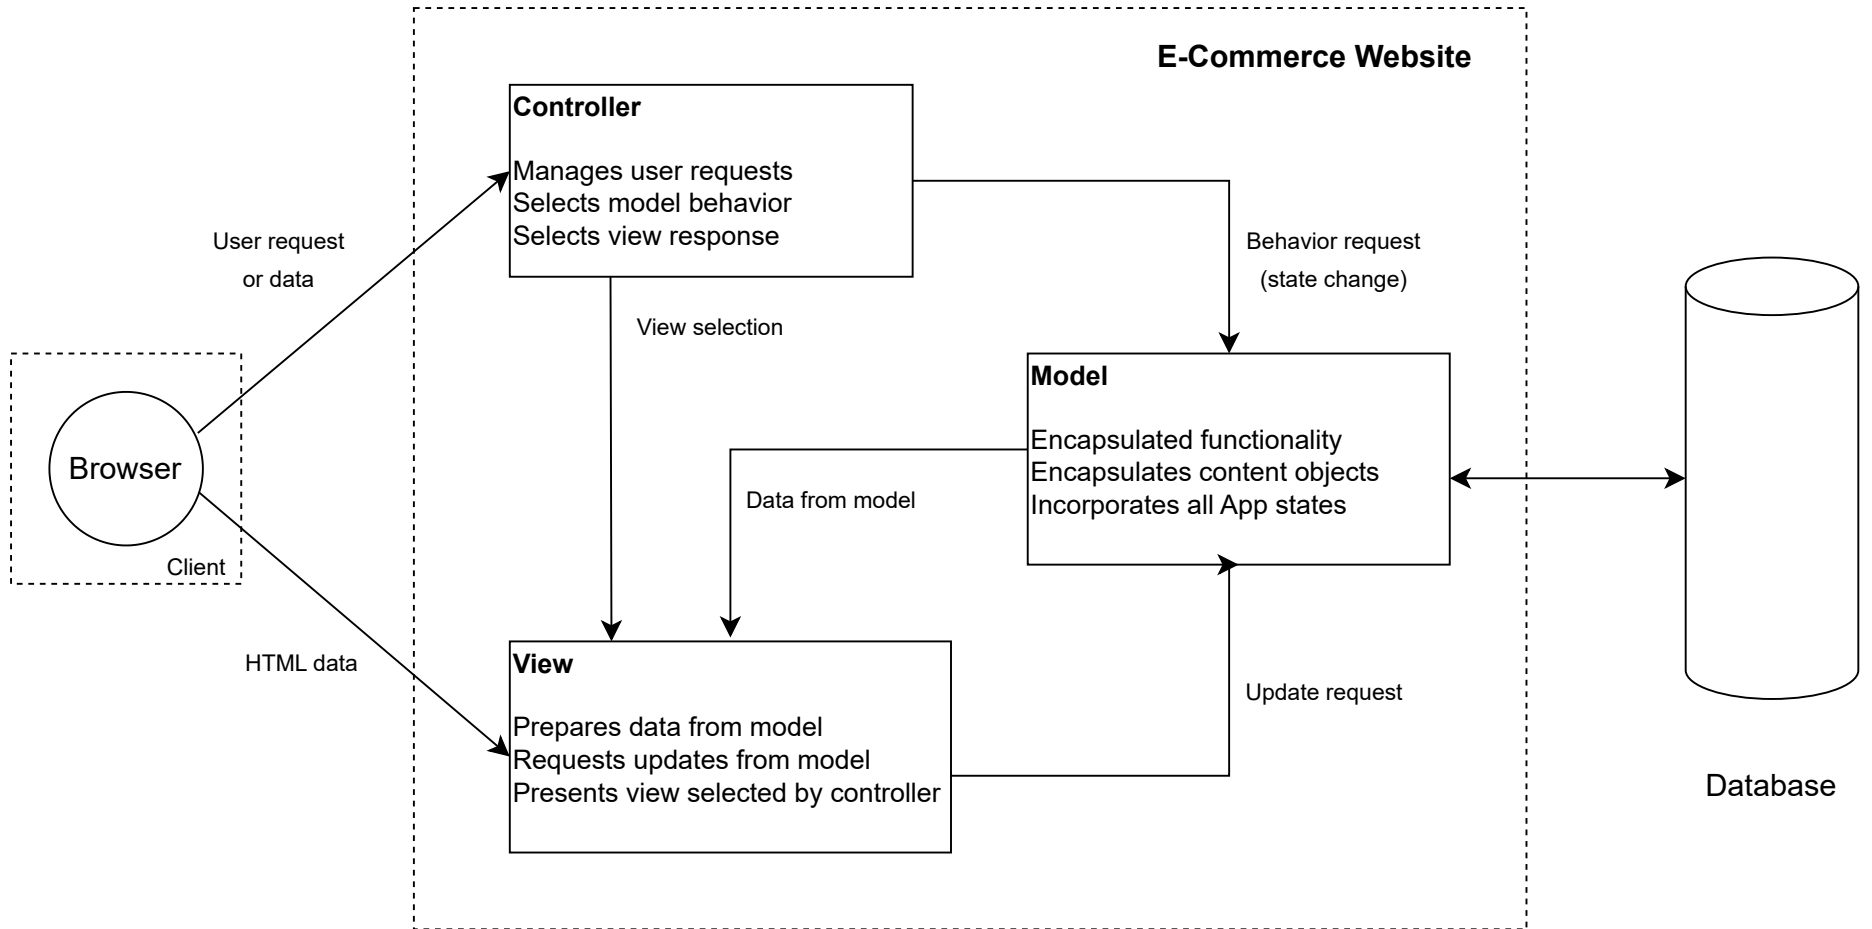 E-Commerce Website
Controller
Manages user requests
Selects model behavior
Selects view response
User request
or data
Behavior request
(state change)
View selection
Model
Encapsulated functionality
Encapsulates content objects
Incorporates all App states
Browser
Client
Data from model
HTML data
View
Prepares data from model
Requests updates from model
Presents view selected by controller
Update request
Database